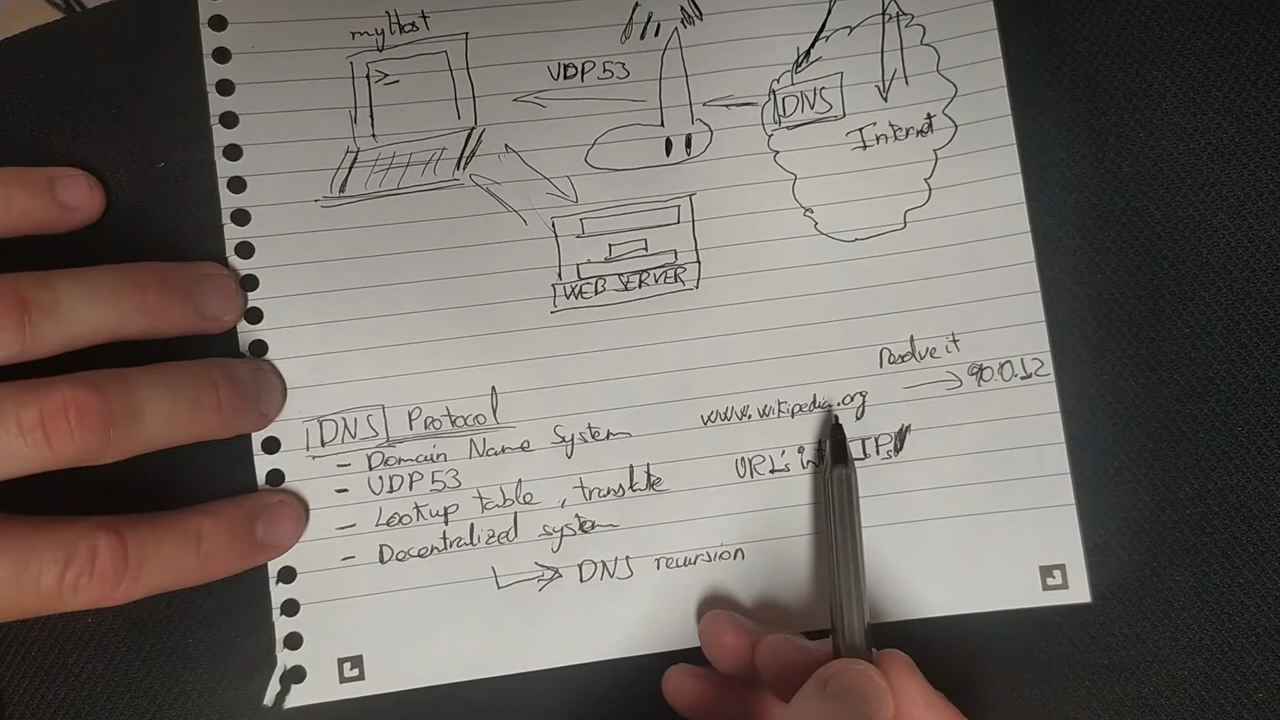 myHost
UDP 53
DNS
Internet
WEB SERVER
Resolve it
www.wikipedia.org → 90.0.12
URL's IPs
DNS Protocol
- Domain Name System
- UDP 53
- Lookup table, translate
- Decentralized system
DNS recursion